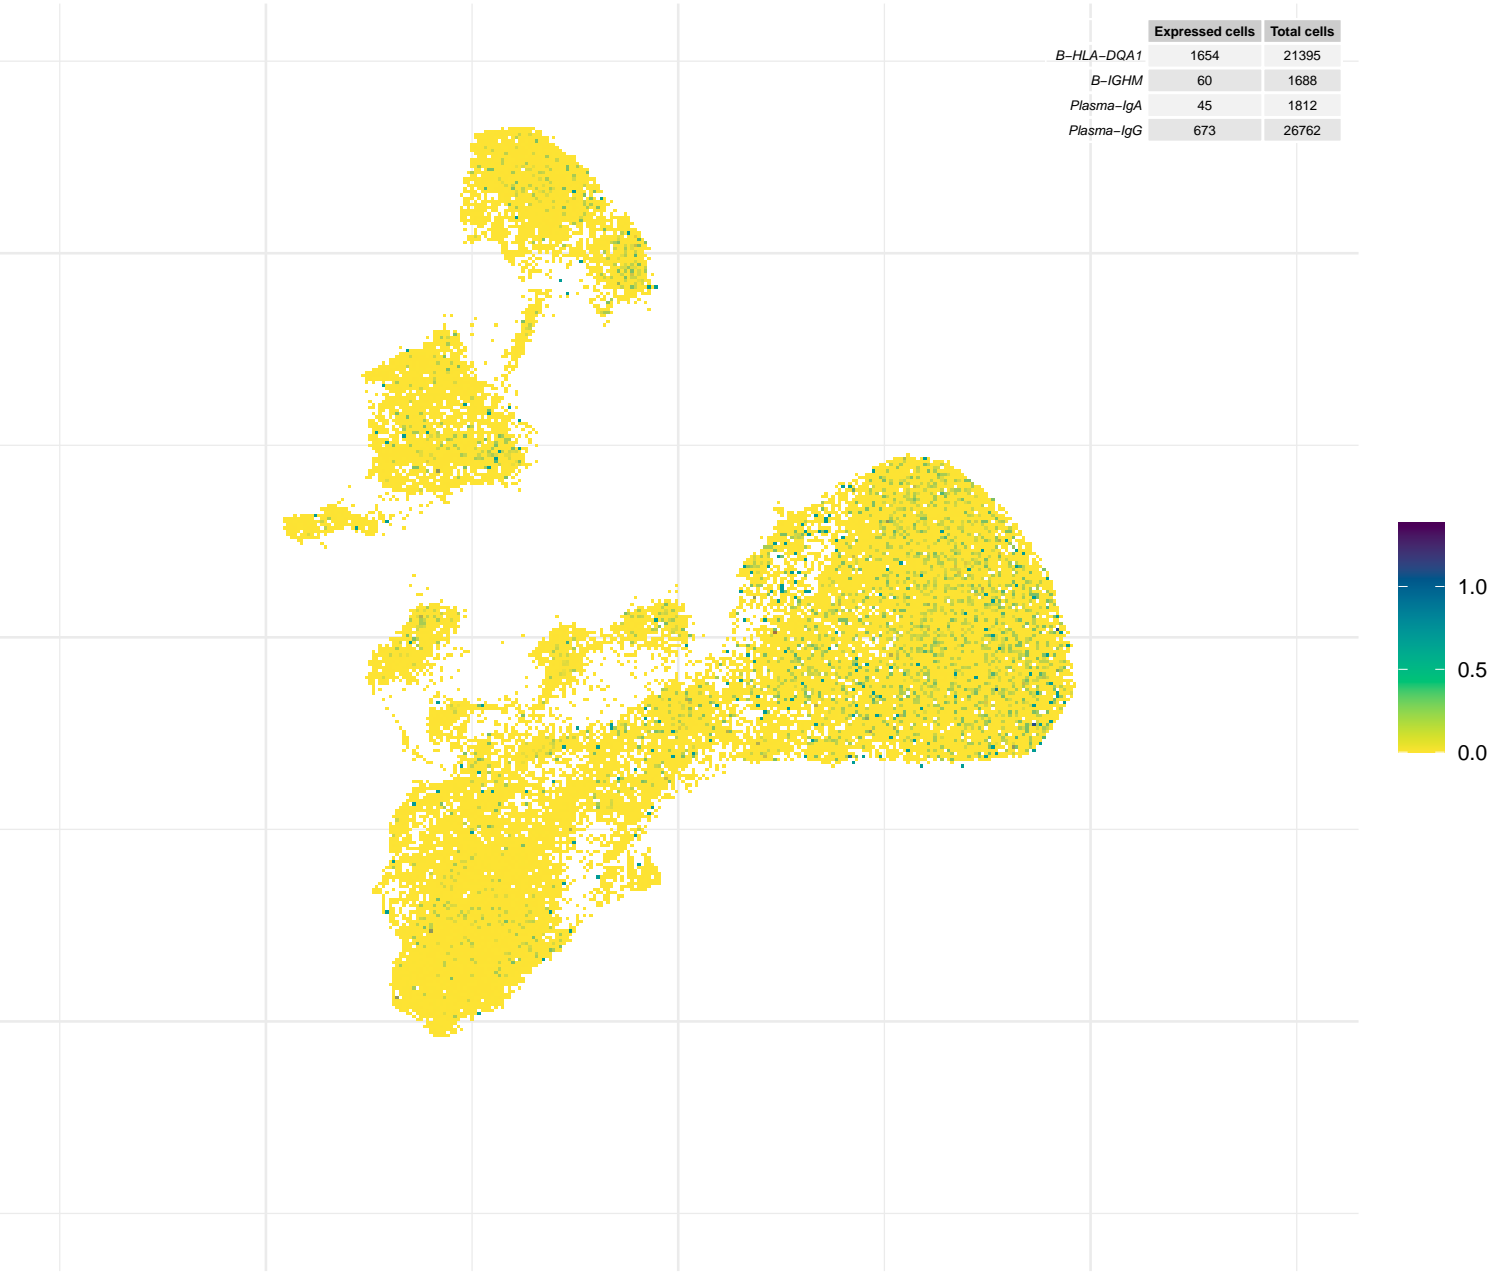 Expressed cells Total cells
B−HLA−DQA1 1654 21395
B−IGHM 60 1688
Plasma−IgA 45 1812
Plasma−IgG 673 26762
1.0
0.5
0.0